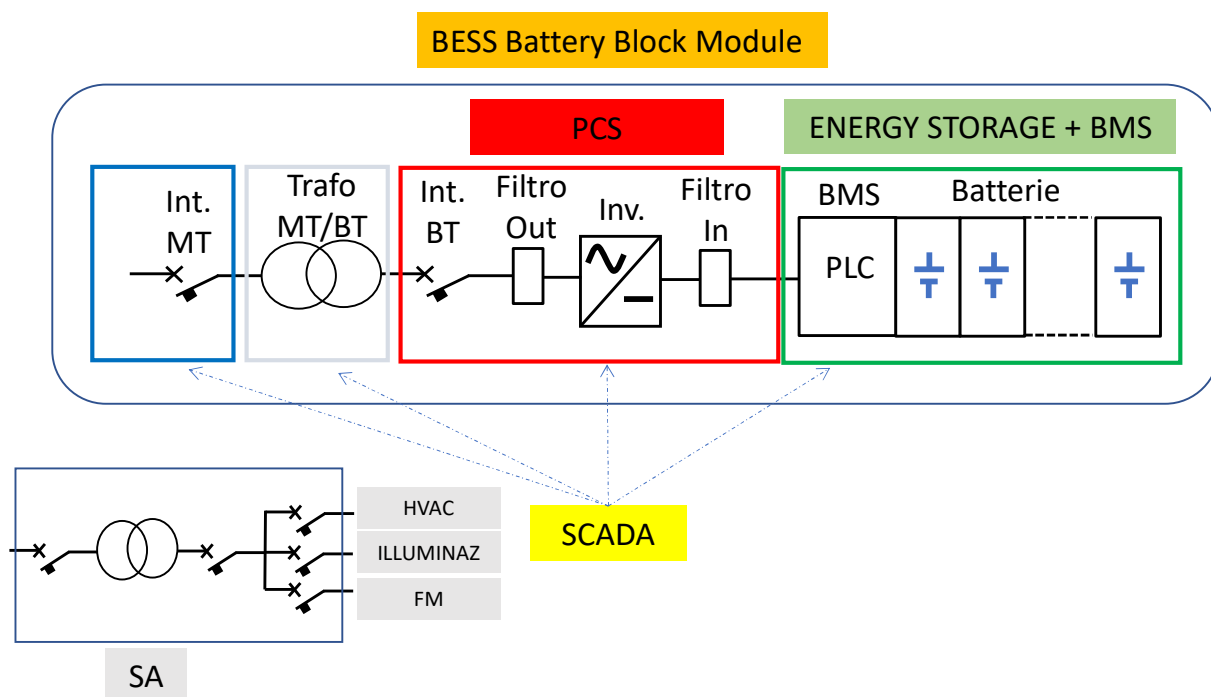 BESS Battery Block Module
PCS
ENERGY STORAGE + BMS
Int.
MT
Trafo
MT/BT
Int.
BT
Filtro
Out
Inv.
Filtro
In
BMS
PLC
Batterie
HVAC
ILLUMINAZ
FM
SCADA
SA